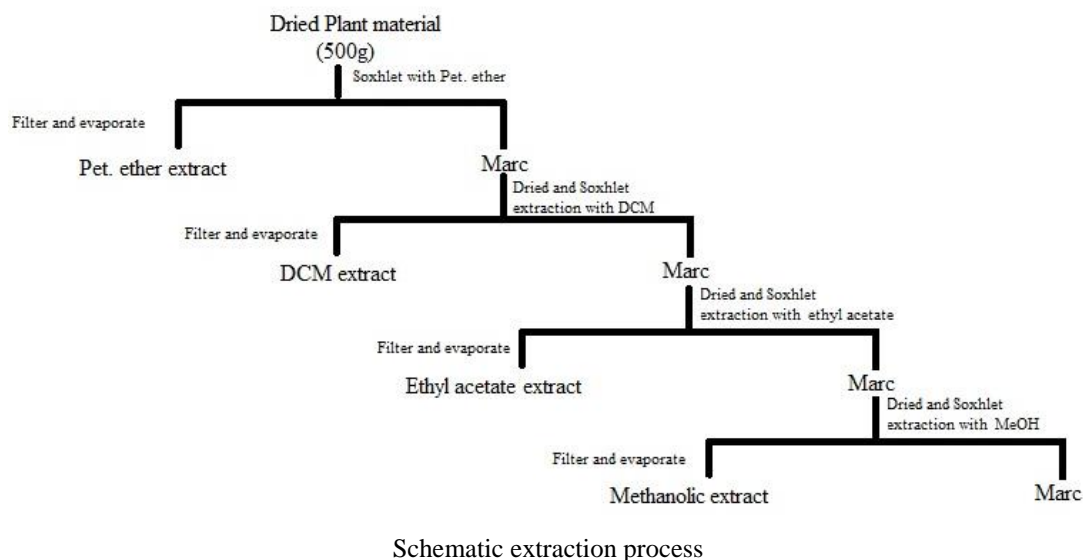 Dried Plant material
(500g)
Soxhlet with Pet. ether
Filter and evaporate
Pet. ether extract
Marc
Dried and Soxhlet
extraction with DCM
Filter and evaporate
DCM extract
Marc
Dried and Soxhlet
extraction with ethyl acetate
Filter and evaporate
Ethyl acetate extract
Marc
Dried and Soxhlet
extraction with MeOH
Filter and evaporate
Methanolic extract
Marc
Schematic extraction process